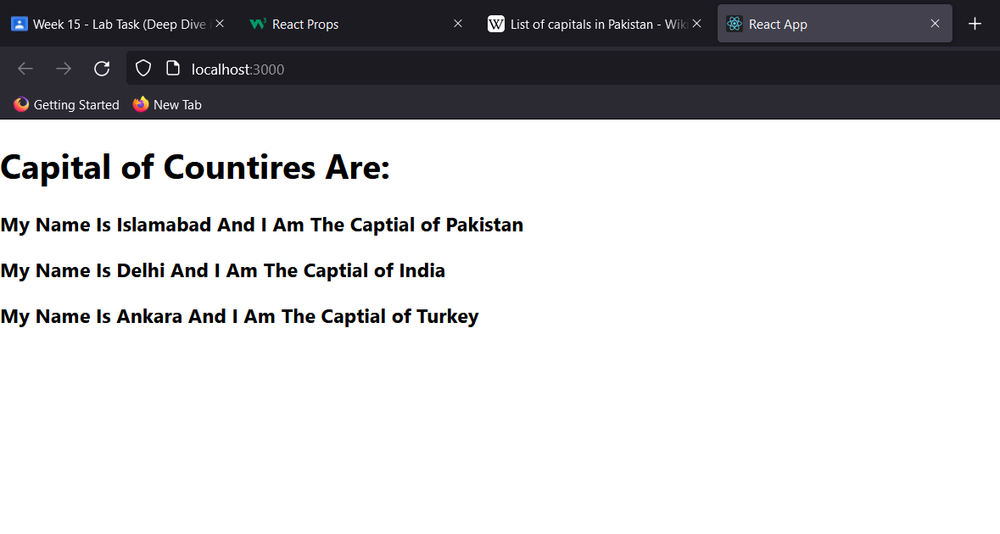 Week 15 - Lab Task (Deep Dive i
React Props
List of capitals in Pakistan - Wiki
React App
localhost:3000
Getting Started
New Tab
Capital of Countires Are:
My Name Is Islamabad And I Am The Captial of Pakistan
My Name Is Delhi And I Am The Captial of India
My Name Is Ankara And I Am The Captial of Turkey